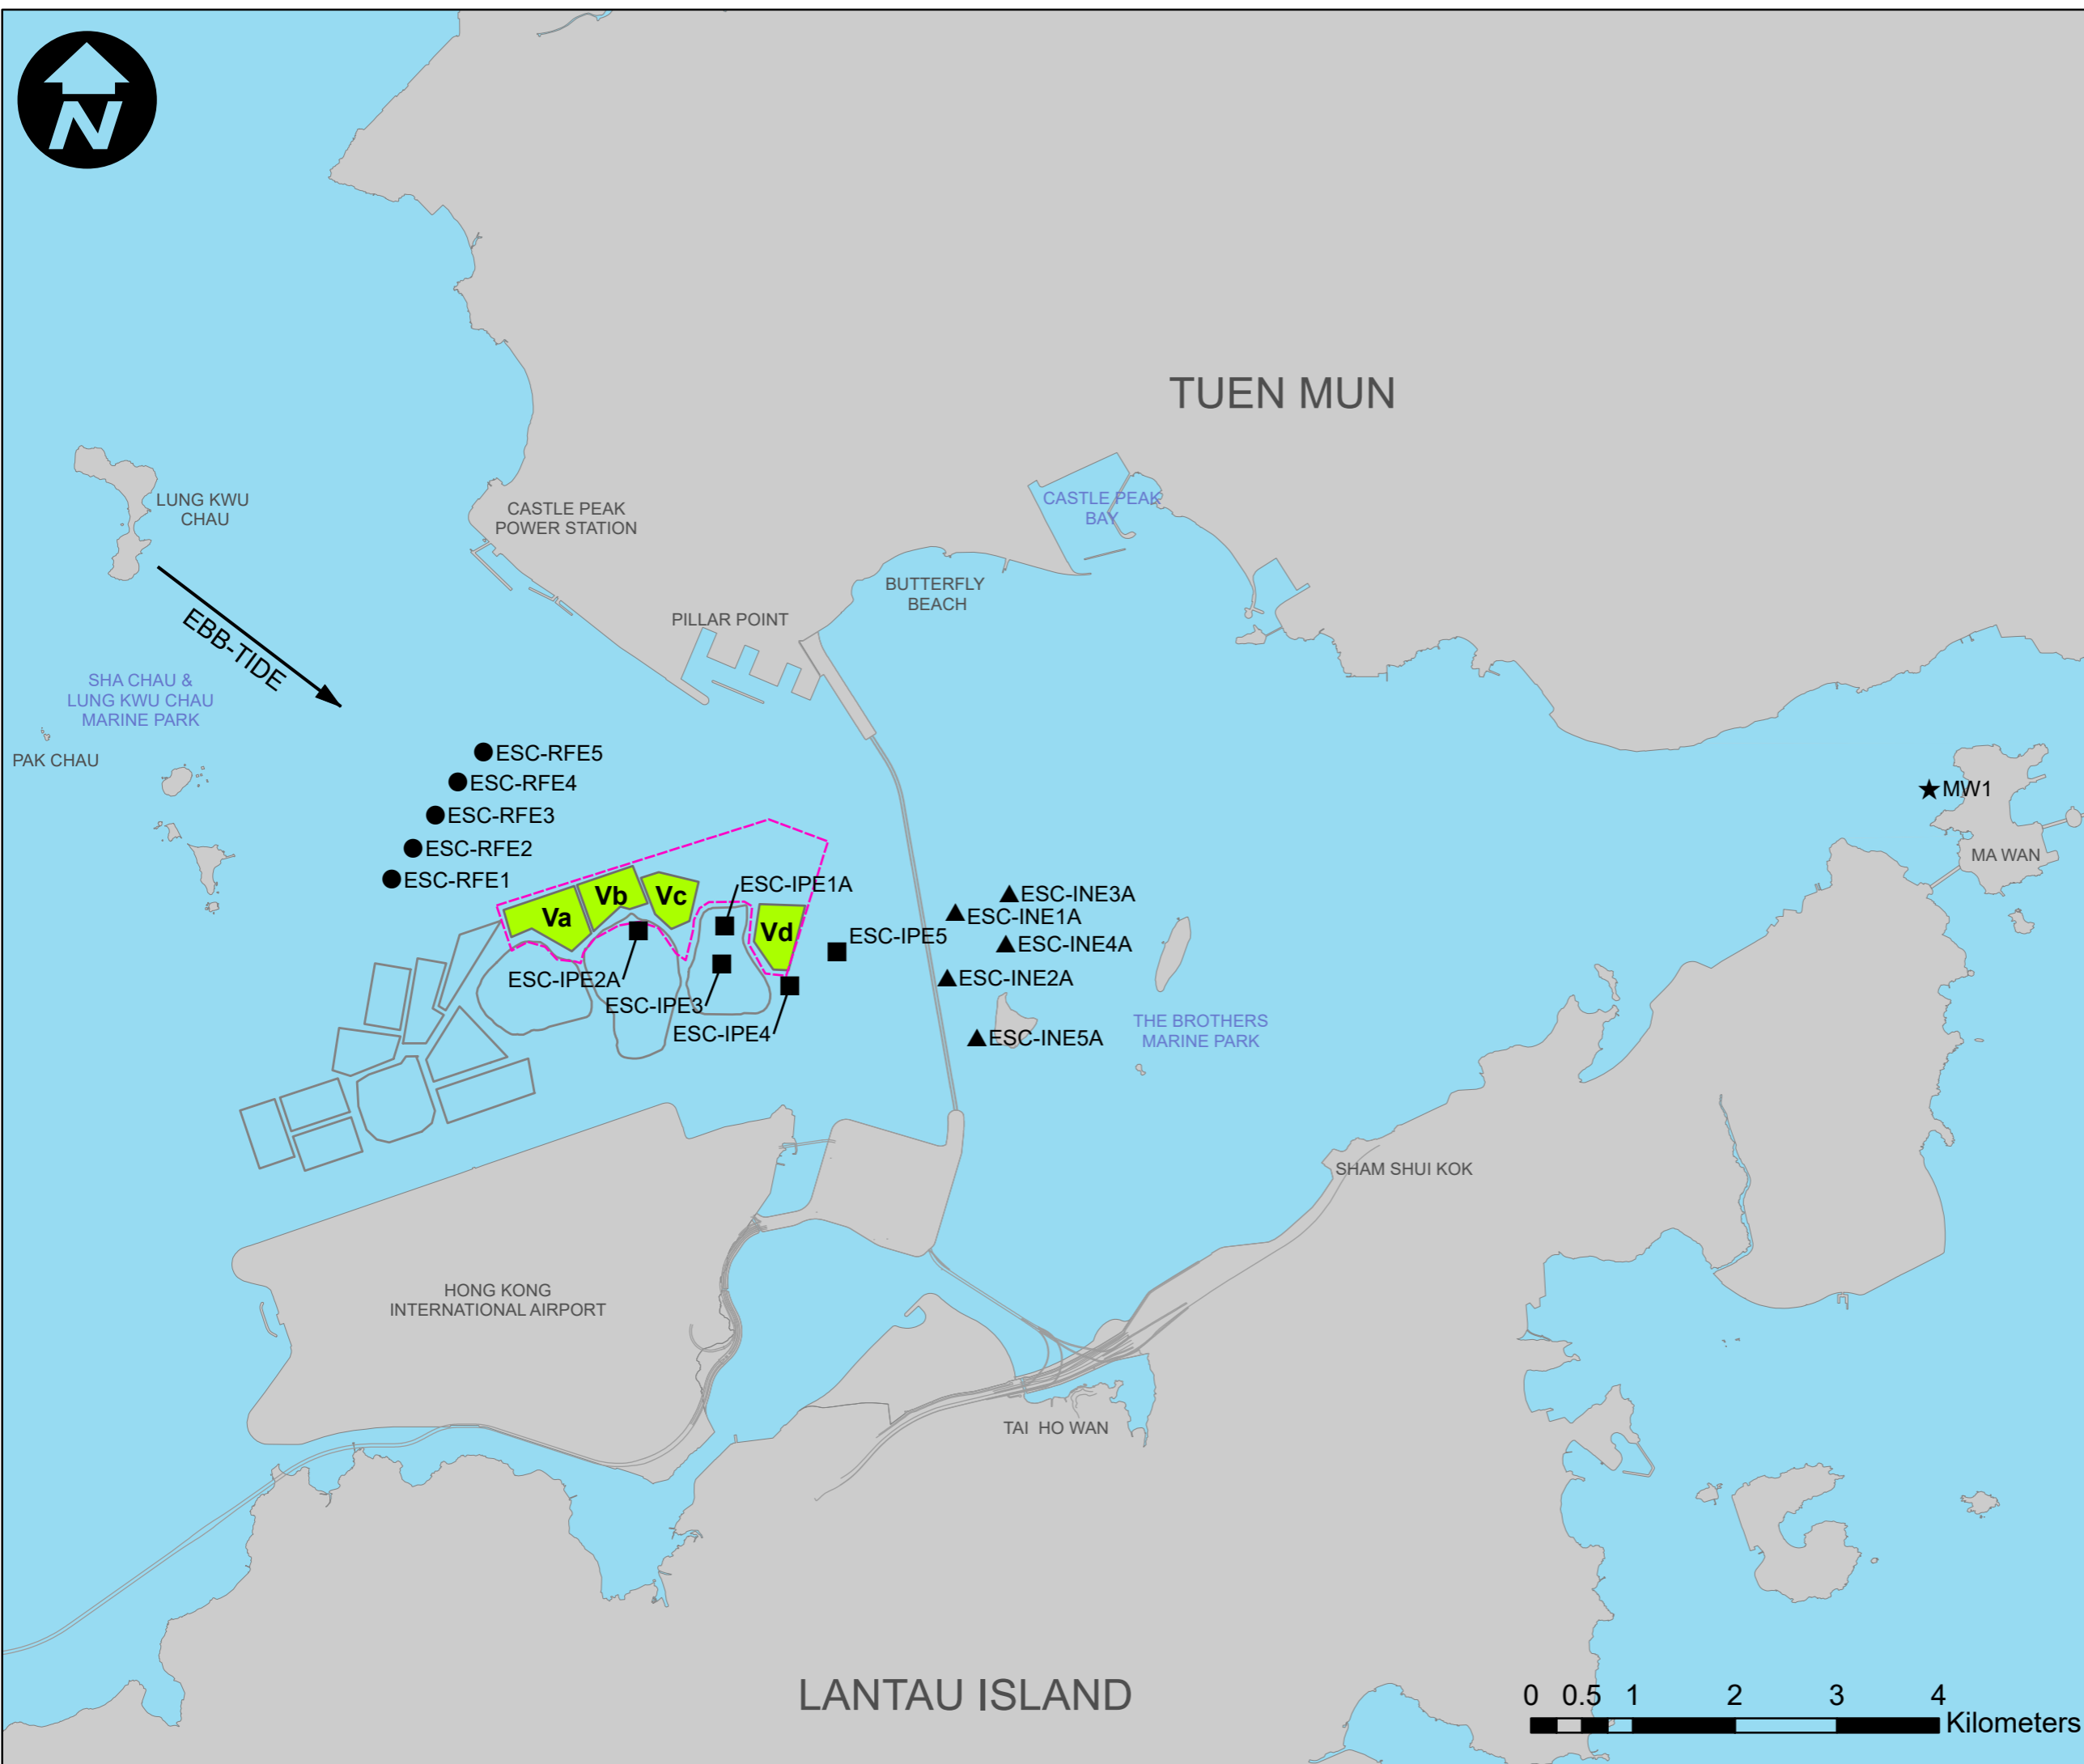 N
TUEN MUN
LUNG KWU
CHAU
CASTLE PEAK
POWER STATION
CASTLE PEAK
BAY
BUTTERFLY
BEACH
PILLAR POINT
EBB-TIDE
SHA CHAU &
LUNG KWU CHAU
MARINE PARK
PAK CHAU
ESC-RFE5
ESC-RFE4
ESC-RFE3
ESC-RFE2
ESC-RFE1
MW1
MA WAN
Va
Vb
Vc
Vd
ESC-IPE1A
ESC-IPE5
ESC-IPE2A
ESC-IPE3
ESC-IPE4
ESC-INE3A
ESC-INE1A
ESC-INE4A
ESC-INE2A
ESC-INE5A
THE BROTHERS
MARINE PARK
SHAM SHUI KOK
HONG KONG
INTERNATIONAL AIRPORT
TAI HO WAN
LANTAU ISLAND
0 0.5 1 2 3 4
Kilometers